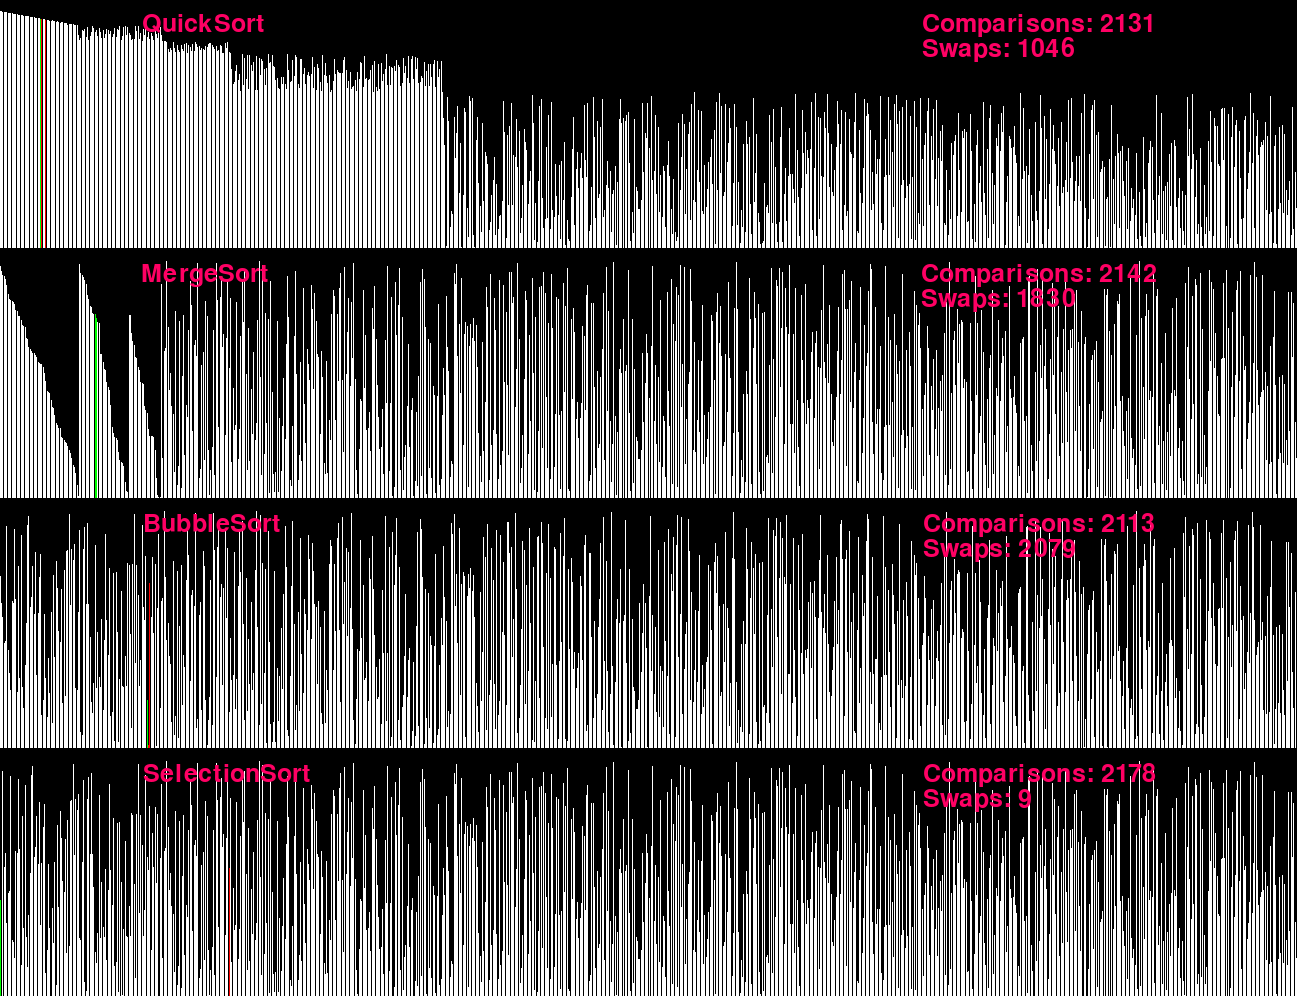 QuickSort
Comparisons: 2131
Swaps: 1046
MergeSort
Comparisons: 2142
Swaps: 1830
BubbleSort
Comparisons: 2113
Swaps: 2079
SelectionSort
Comparisons: 2178
Swaps: 9